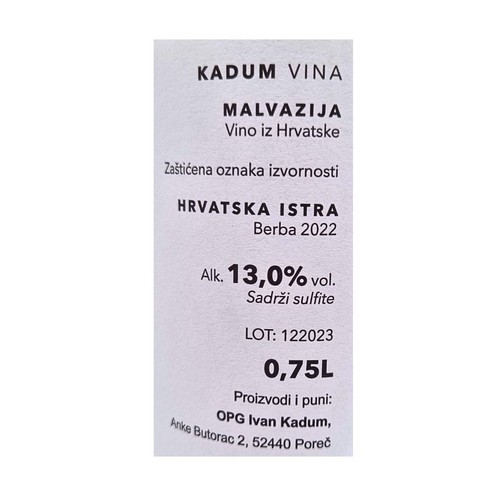 KADUM VINA
MALVAZIJA
Vino iz Hrvatske
Zaštićena oznaka izvornosti
HRVATSKA ISTRA
Berba 2022
Alk. 13,0% vol.
Sadrži sulfite
LOT: 122023
0,75L
Proizvodi i puni:
OPG Ivan Kadum,
Anke Butorac 2, 52440 Poreč